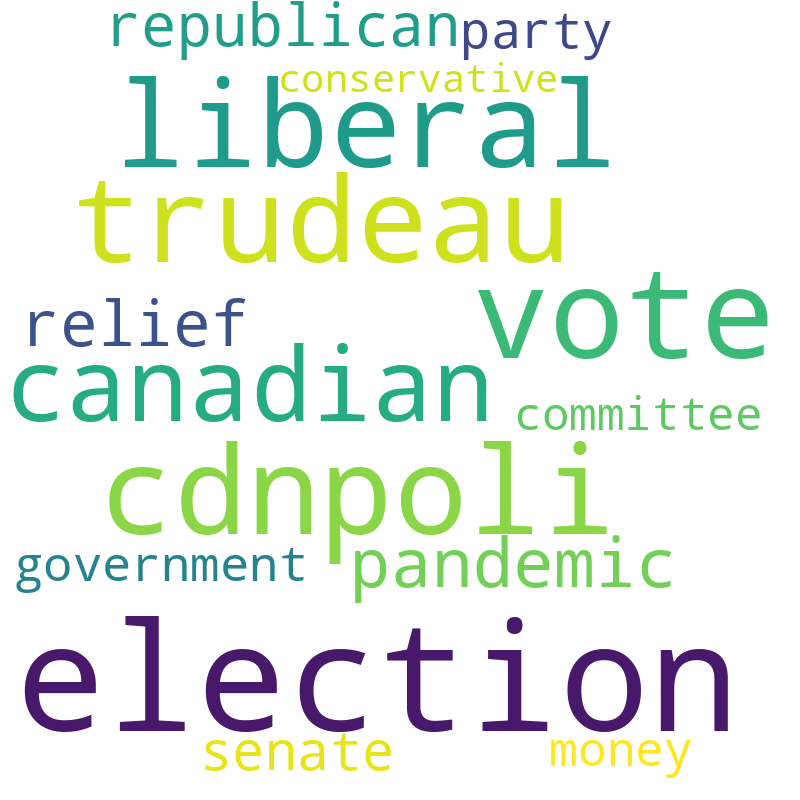 republican party
conservative
liberal
trudeau
vote
relief
canadian
committee
cdnpoli
government pandemic
election
senate money